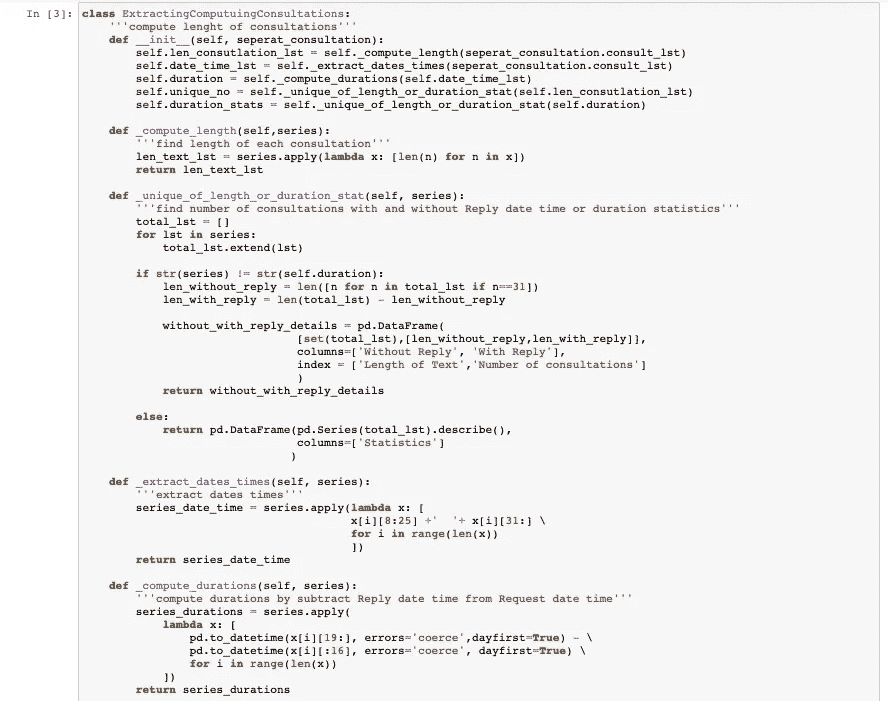 In [3]: class ExtractingComputuingConsultations:
    '''compute lenght of consultations'''
    def __init__(self, seperat_consultation):
        self.len_consutlation_lst = self._compute_length(seperat_consultation.consult_lst)
        self.date_time_lst = self._extract_dates_times(seperat_consultation.consult_lst)
        self.duration = self._compute_durations(self.date_time_lst)
        self.unique_no = self._unique_of_length_or_duration_stat(self.len_consutlation_lst)
        self.duration_stats = self._unique_of_length_or_duration_stat(self.duration)

    def _compute_length(self,series):
        '''find length of each consultation'''
        len_text_lst = series.apply(lambda x: [len(n) for n in x])
        return len_text_lst

    def _unique_of_length_or_duration_stat(self, series):
        '''find number of consultations with and without Reply date time or duration statistics'''
        total_lst = []
        for lst in series:
            total_lst.extend(lst)

        if str(series) != str(self.duration):
            len_without_reply = len([n for n in total_lst if n==31])
            len_with_reply = len(total_lst) - len_without_reply

            without_with_reply_details = pd.DataFrame(
                                [set(total_lst),[len_without_reply,len_with_reply]],
                                columns=['Without Reply', 'With Reply'],
                                index = ['Length of Text','Number of consultations']
                                )
            return without_with_reply_details

        else:
            return pd.DataFrame(pd.Series(total_lst).describe(),
                                columns=['Statistics']
                               )

    def _extract_dates_times(self, series):
        '''extract dates times'''
        series_date_time = series.apply(lambda x: [
                                        x[i][8:25] +'  '+ x[i][31:] \
                                        for i in range(len(x))
                                        ])
        return series_date_time

    def _compute_durations(self, series):
        '''compute durations by subtract Reply date time from Request date time'''
        series_durations = series.apply(
            lambda x: [
                pd.to_datetime(x[i][19:], errors='coerce',dayfirst=True) - \
                pd.to_datetime(x[i][:16], errors='coerce', dayfirst=True) \
                for i in range(len(x))
            ])
        return series_durations